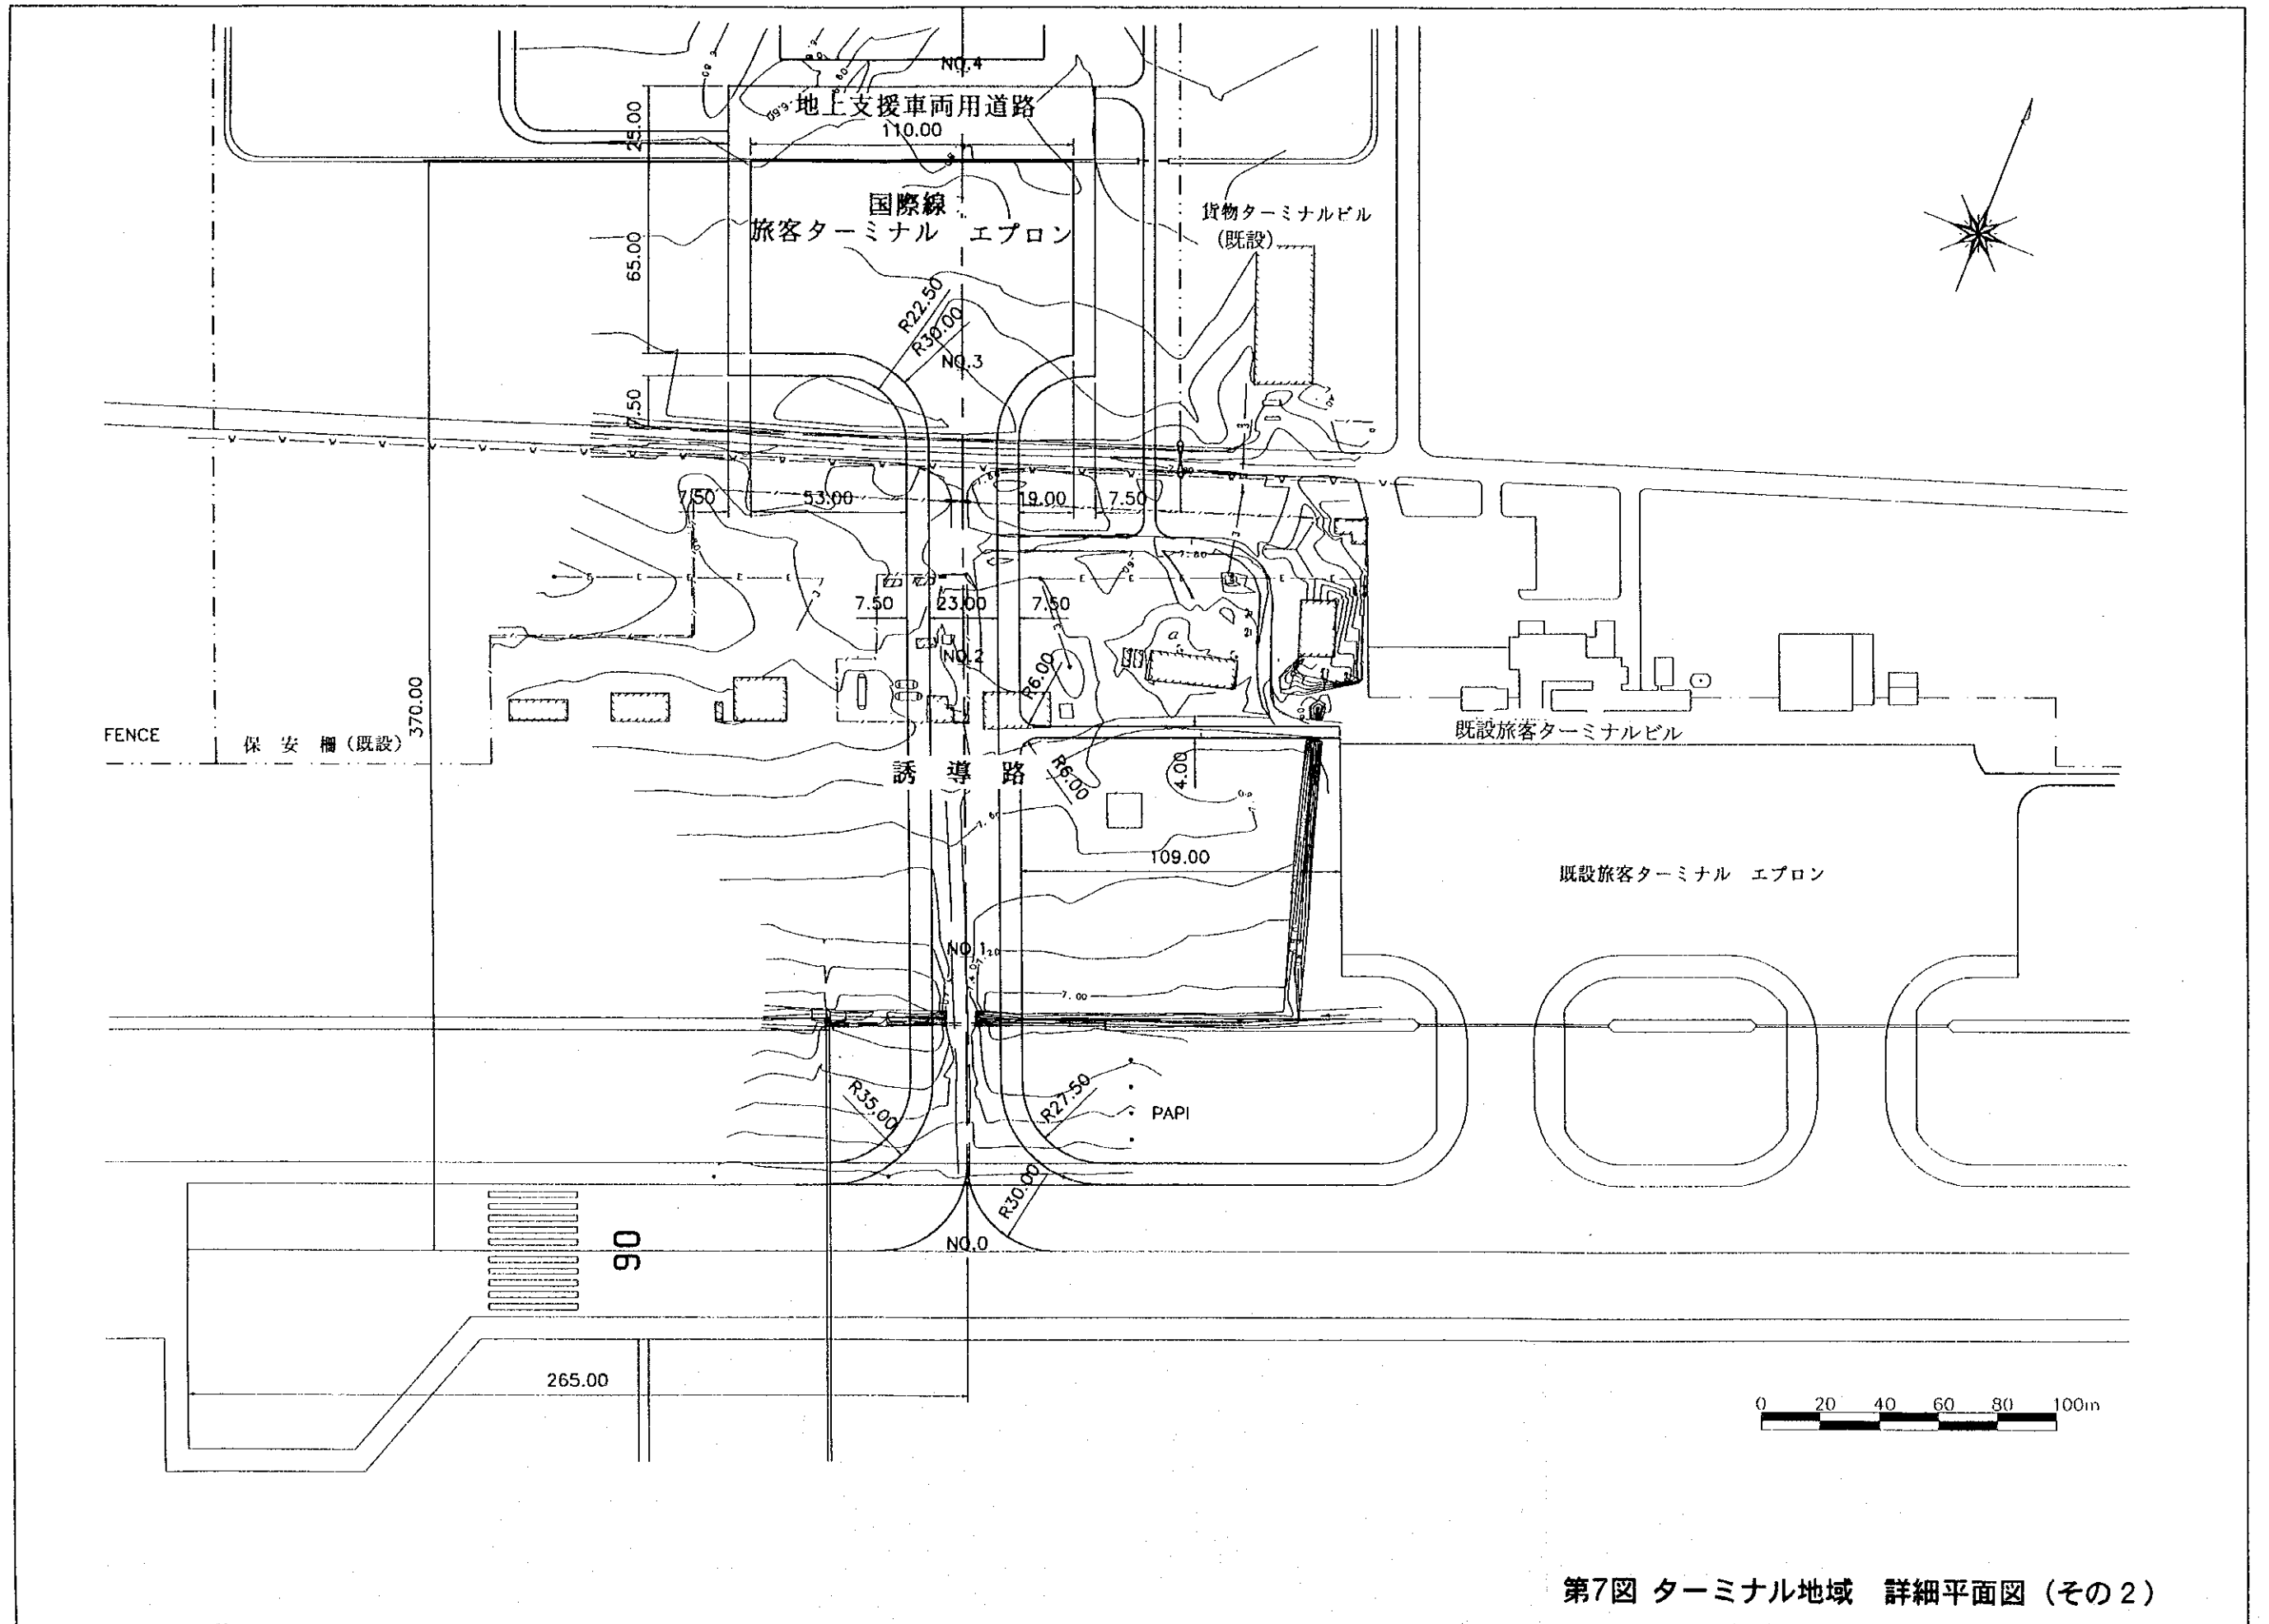 NO.4
地上支援車両用道路
110.00
25.00
国際線
旅客ターミナル エプロン
貨物ターミナルビル
(既設)
65.00
R22.50
R30.00
NO.3
7.50
7.50
53.00
19.00
7.50
7.80
7.50
23.00
7.50
NO.2
R6.00
370.00
FENCE
保 安 柵 (既設)
既設旅客ターミナルビル
誘 導 路
R6.00
4.00
7.60
109.00
既設旅客ターミナル エプロン
NO.1
7.00
R35.00
R27.50
PAPI
R30.00
NO.0
06
265.00
0 20 40 60 80 100m
第7図 ターミナル地域 詳細平面図 (その2)